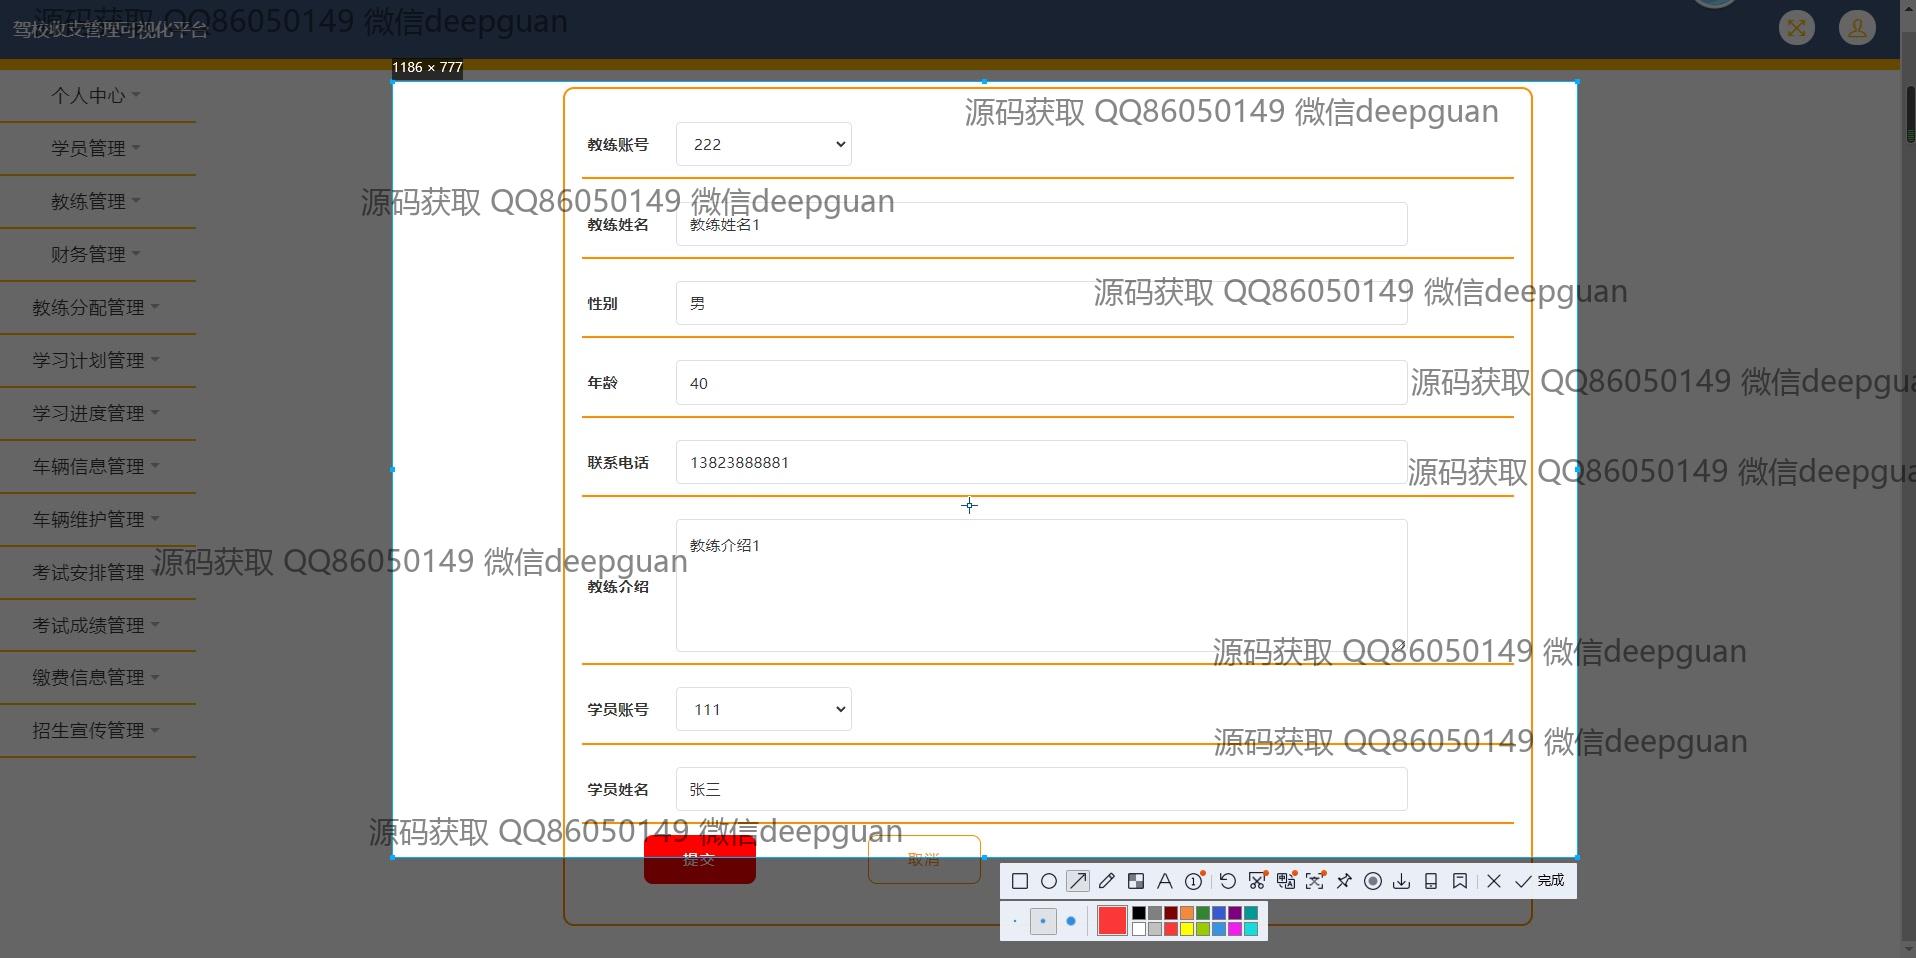 源码获取 QQ86050149 微信deepguan
驾校收支管理可视化平台
1186 × 777
个人中心
学员管理
教练管理
财务管理
教练分配管理
学习计划管理
学习进度管理
车辆信息管理
车辆维护管理
考试安排管理
考试成绩管理
缴费信息管理
招生宣传管理
源码获取 QQ86050149 微信deepguan
教练账号 222
源码获取 QQ86050149 微信deepguan
教练姓名 教练姓名1
源码获取 QQ86050149 微信deepguan
性别 男
源码获取 QQ86050149 微信deepgua
年龄 40
联系电话 13823888881
源码获取 QQ86050149 微信deepgua
教练介绍1
源码获取 QQ86050149 微信deepguan
教练介绍
源码获取 QQ86050149 微信deepguan
学员账号 111
源码获取 QQ86050149 微信deepguan
学员姓名 张三
源码获取 QQ86050149 微信deepguan
提交 取消
完成